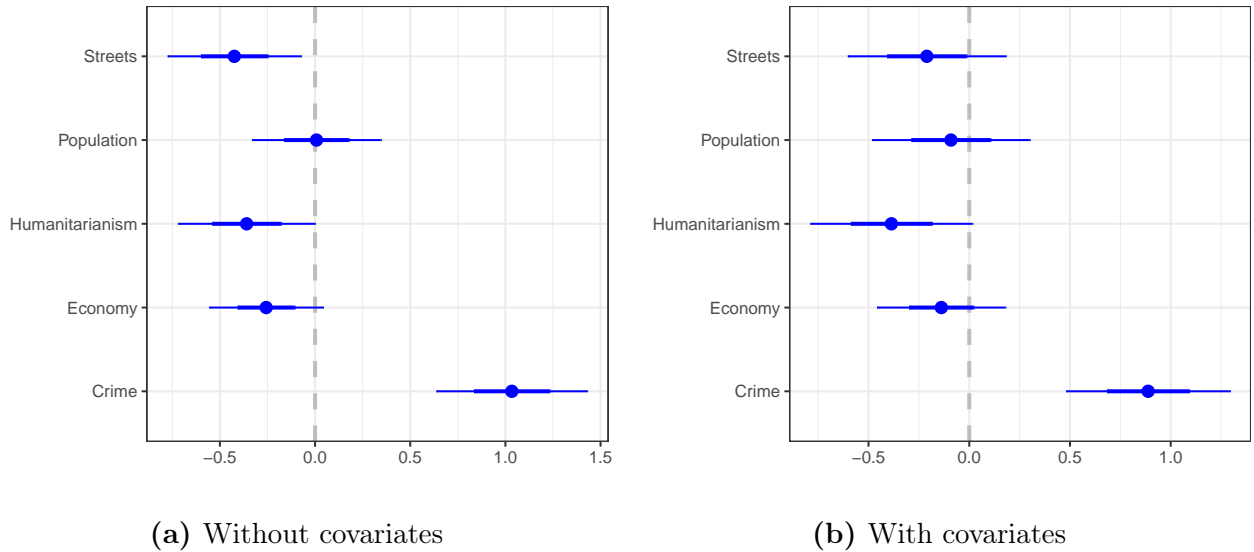 Streets
Population
Humanitarianism
Economy
Crime
−0.5 0.0 0.5 1.0 1.5
(a) Without covariates
Streets
Population
Humanitarianism
Economy
Crime
−0.5 0.0 0.5 1.0
(b) With covariates